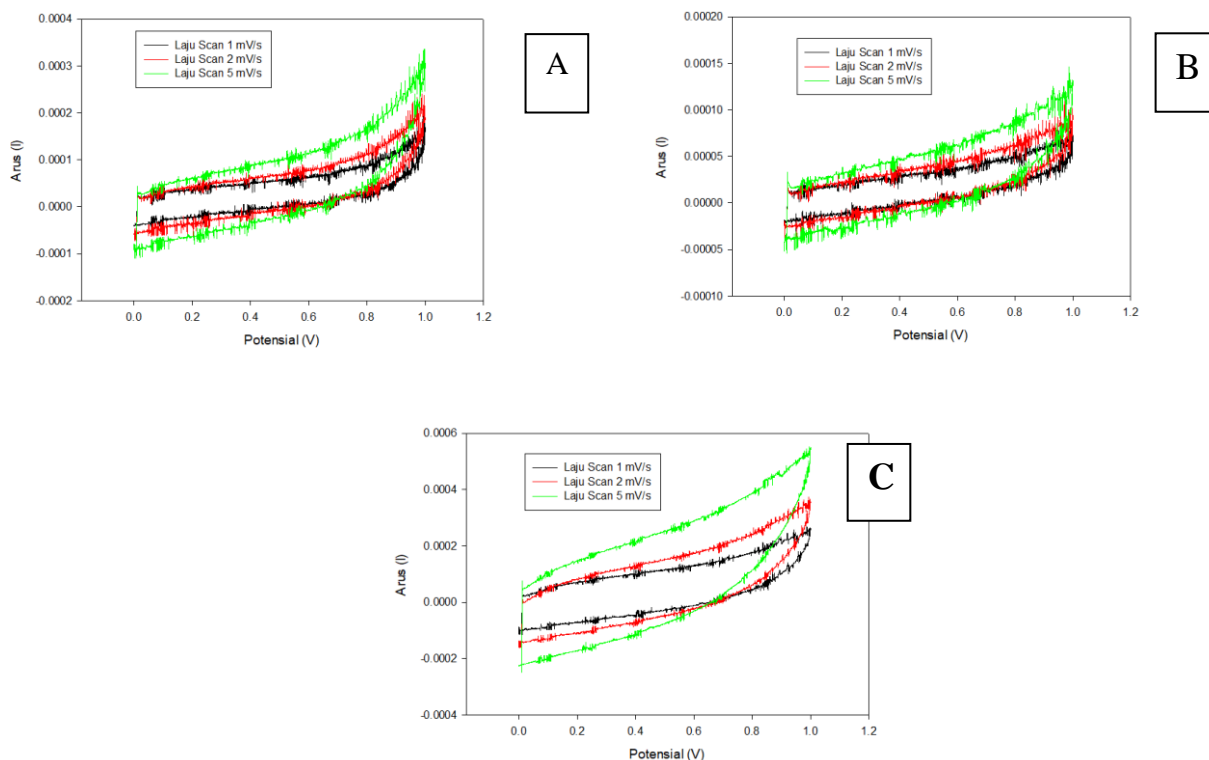 A
0.0004
0.0003
0.0002
0.0001
0.0000
-0.0001
-0.0002
Arus (I)
Laju Scan 1 mV/s
Laju Scan 2 mV/s
Laju Scan 5 mV/s
0.0 0.2 0.4 0.6 0.8 1.0 1.2
Potensial (V)
B
0.00020
0.00015
0.00010
0.00005
0.00000
-0.00005
-0.00010
Arus (I)
Laju Scan 1 mV/s
Laju Scan 2 mV/s
Laju Scan 5 mV/s
0.0 0.2 0.4 0.6 0.8 1.0 1.2
Potensial (V)
C
0.0006
0.0004
0.0002
0.0000
-0.0002
-0.0004
Arus (I)
Laju Scan 1 mV/s
Laju Scan 2 mV/s
Laju Scan 5 mV/s
0.0 0.2 0.4 0.6 0.8 1.0 1.2
Potensial (V)